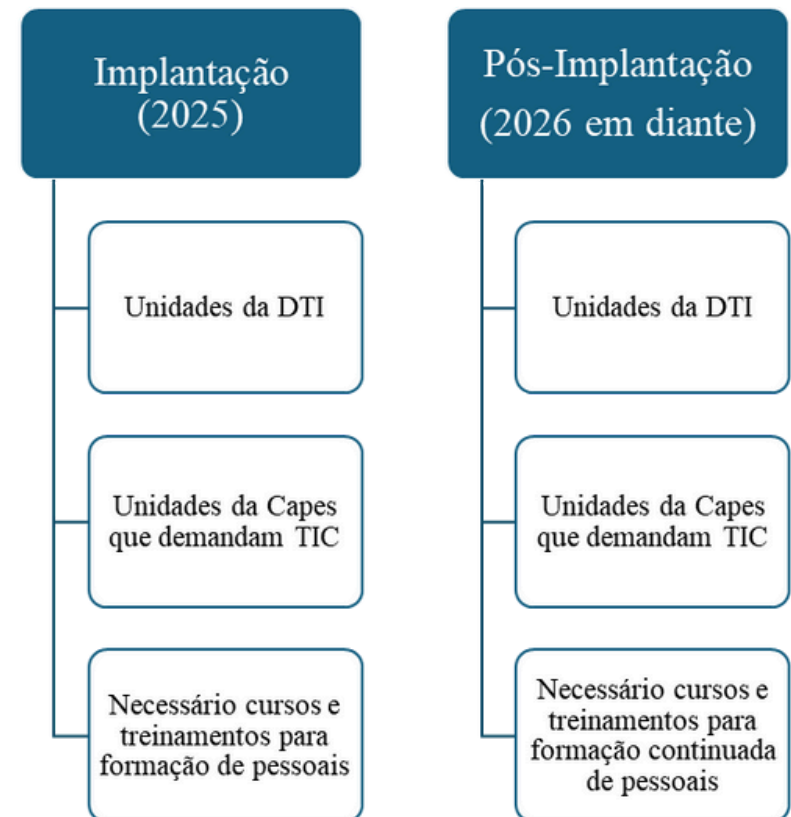 Implantação
(2025)
Unidades da DTI
Unidades da Capes
que demandam TIC
Necessário cursos e
treinamentos para
formação de pessoais
Pós-Implantação
(2026 em diante)
Unidades da DTI
Unidades da Capes
que demandam TIC
Necessário cursos e
treinamentos para
formação continuada
de pessoais